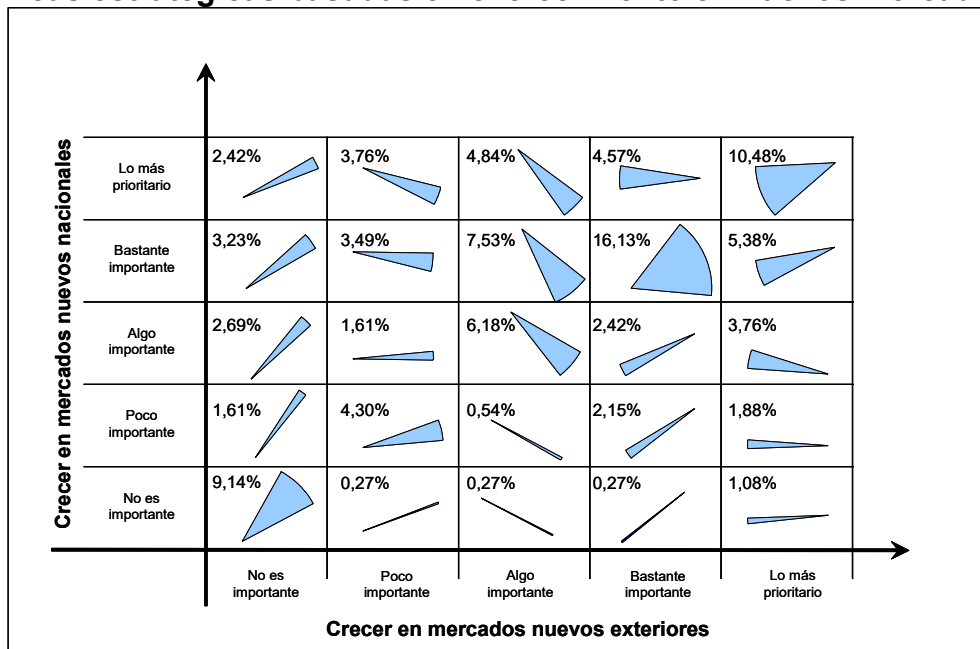 Crecer en mercados nuevos nacionales
Lo más
prioritario
2,42%
3,76%
4,84%
4,57%
10,48%
Bastante
importante
3,23%
3,49%
7,53%
16,13%
5,38%
Algo
importante
2,69%
1,61%
6,18%
2,42%
3,76%
Poco
importante
1,61%
4,30%
0,54%
2,15%
1,88%
No es
importante
9,14%
0,27%
0,27%
0,27%
1,08%
No es
importante
Poco
importante
Algo
importante
Bastante
importante
Lo más
prioritario
Crecer en mercados nuevos exteriores